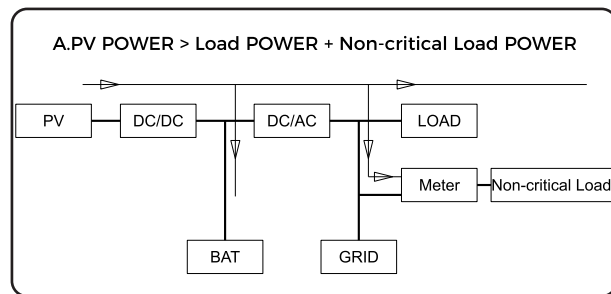 A.PV POWER > Load POWER + Non-critical Load POWER
PV
DC/DC
DC/AC
LOAD
Meter
Non-critical Load
BAT
GRID